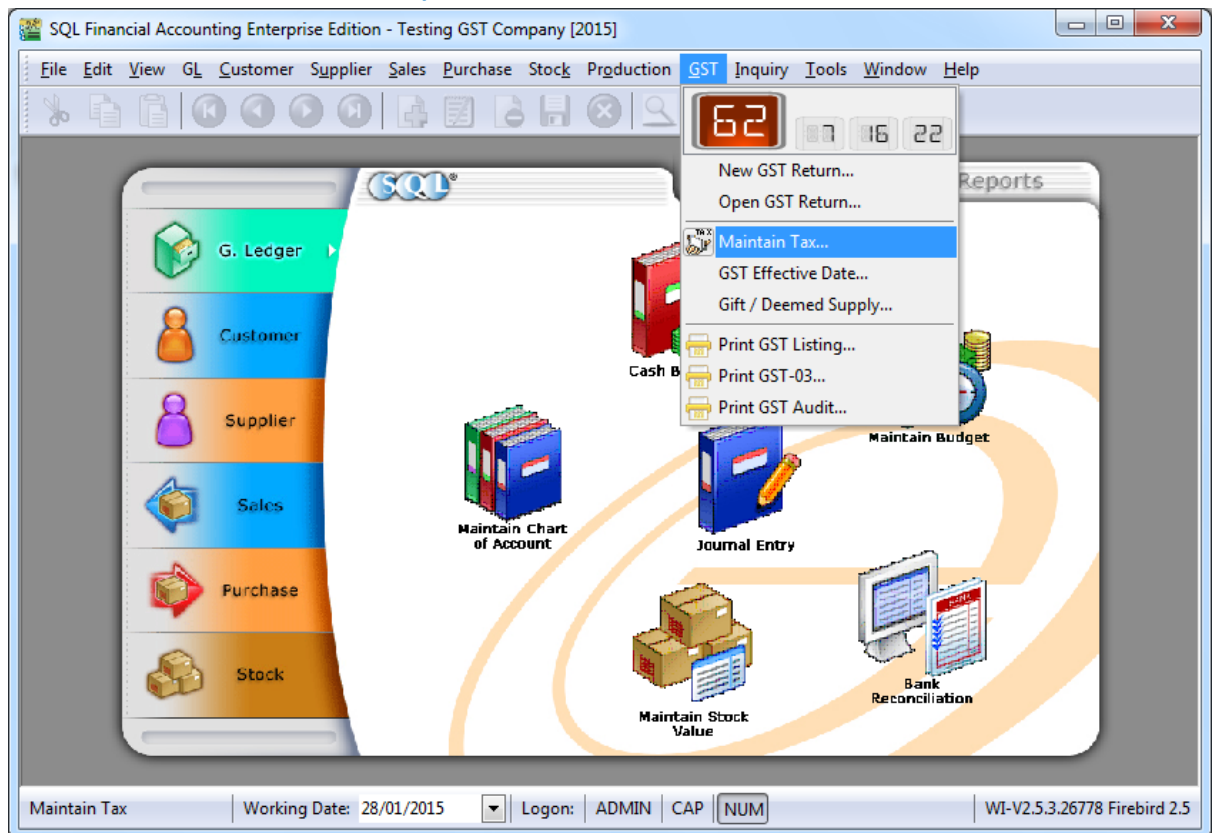 SQL Financial Accounting Enterprise Edition - Testing GST Company [2015]
File Edit View GL Customer Supplier Sales Purchase Stock Production GST Inquiry Tools Window Help
62 7 16 22
New GST Return...
Open GST Return...
SQL®
Reports
TAX
Maintain Tax...
G. Ledger
GST Effective Date...
Gift / Deemed Supply...
Customer
Print GST Listing...
Cash B
Print GST-03...
Print GST Audit...
Supplier
Maintain Budget
Sales
Maintain Chart
of Account
Journal Entry
Purchase
BANK
Stock
Bank
Reconciliation
Maintain Stock
Value
Maintain Tax Working Date: 28/01/2015 Logon: ADMIN CAP NUM WI-V2.5.3.26778 Firebird 2.5